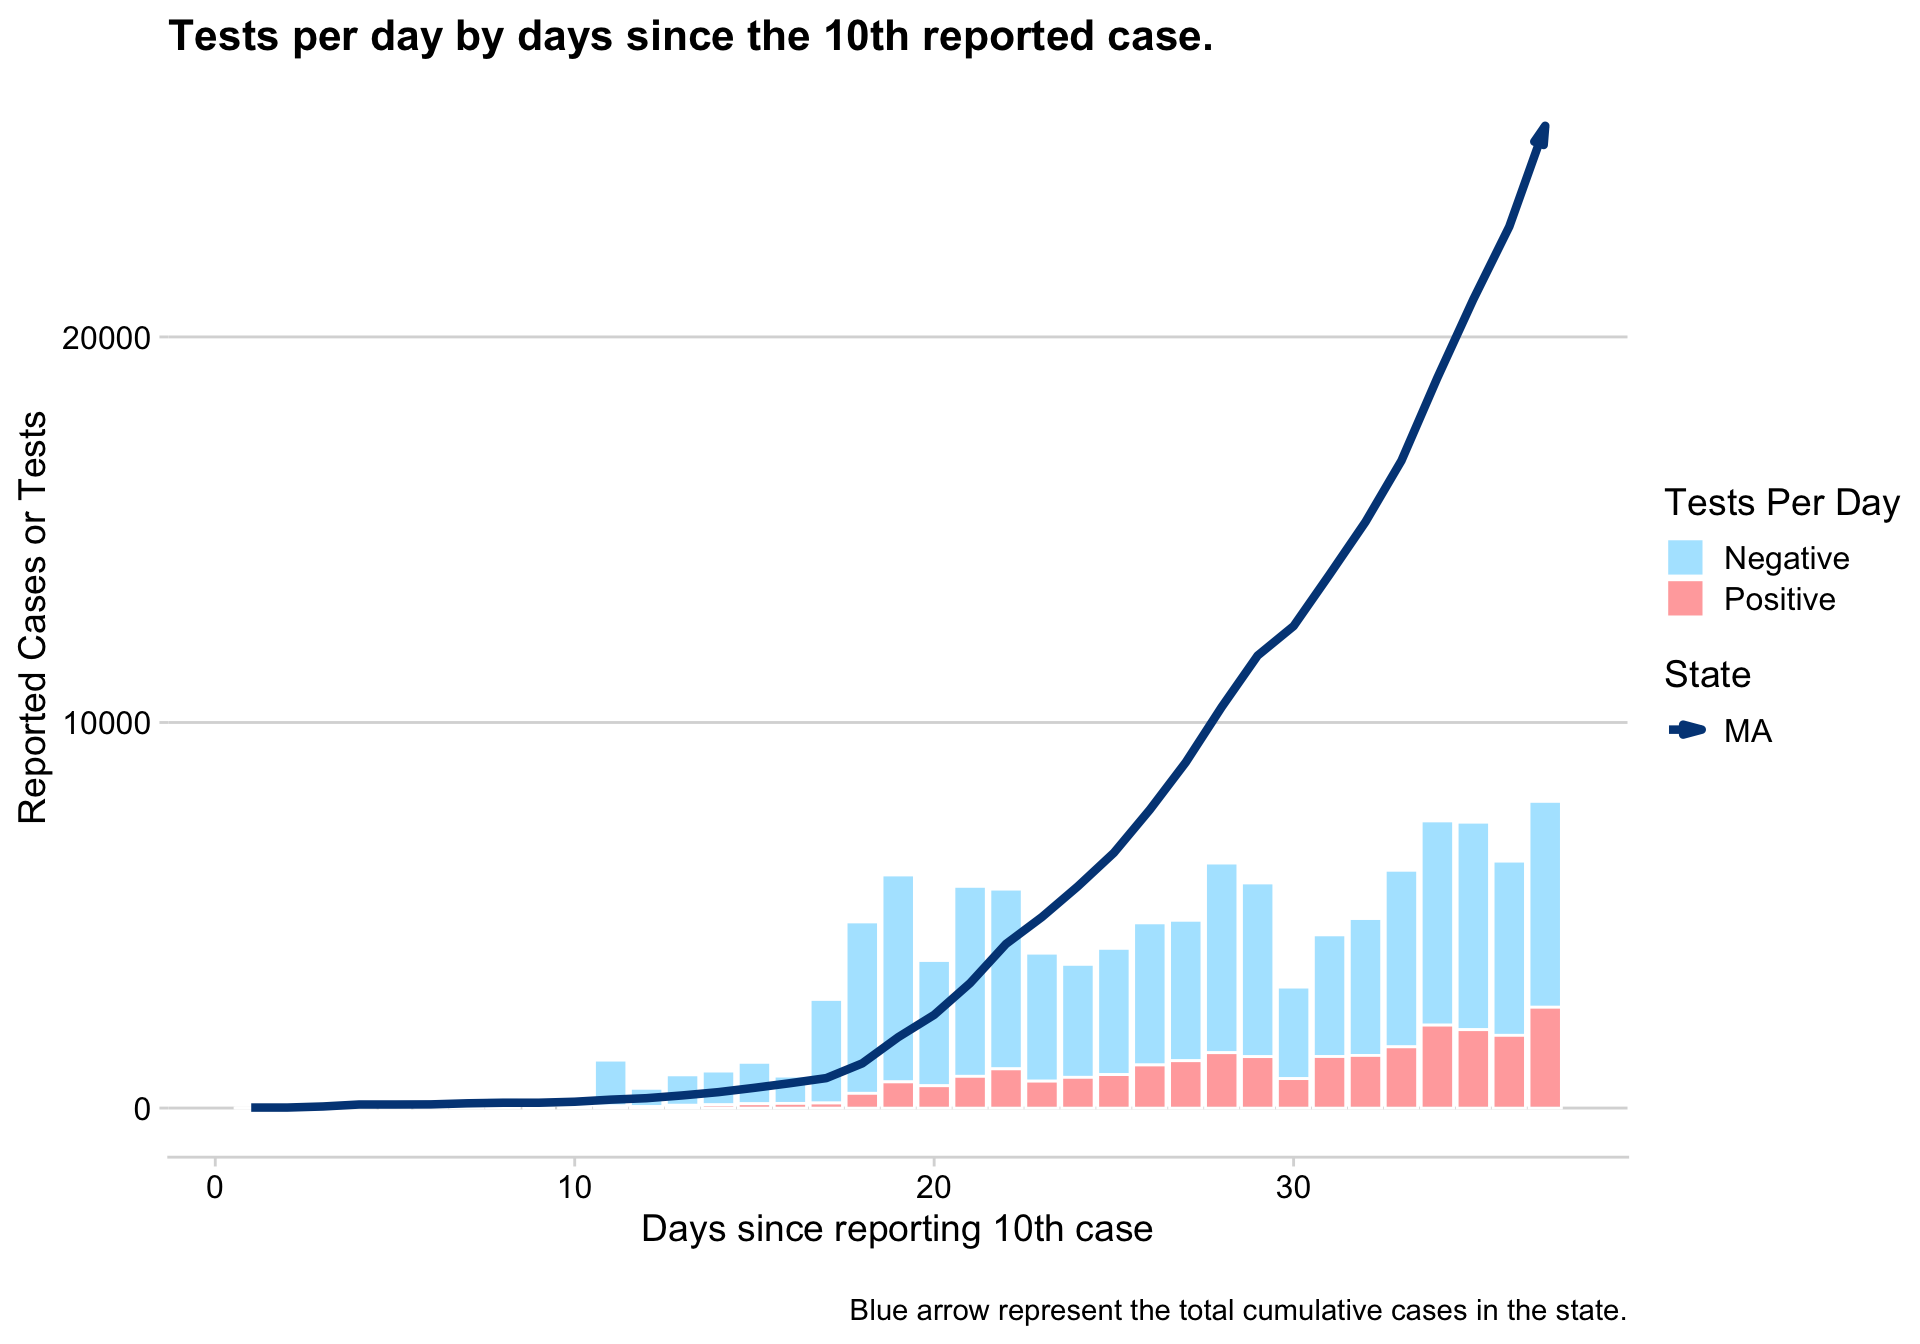 Tests per day by days since the 10th reported case.
20000
10000
0
Reported Cases or Tests
0 10 20 30
Days since reporting 10th case
Tests Per Day
Negative
Positive
State
MA
Blue arrow represent the total cumulative cases in the state.